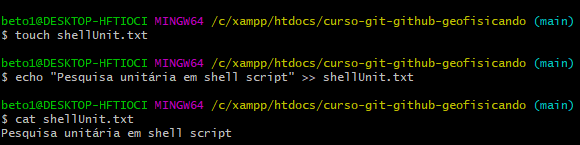 beto1@DESKTOP-HFTIOCI MINGW64 /c/xampp/htdocs/curso-git-github-geofisicando (main)
$ touch shellUnit.txt
beto1@DESKTOP-HFTIOCI MINGW64 /c/xampp/htdocs/curso-git-github-geofisicando (main)
$ echo "Pesquisa unitária em shell script" >> shellUnit.txt
beto1@DESKTOP-HFTIOCI MINGW64 /c/xampp/htdocs/curso-git-github-geofisicando (main)
$ cat shellUnit.txt
Pesquisa unitária em shell script